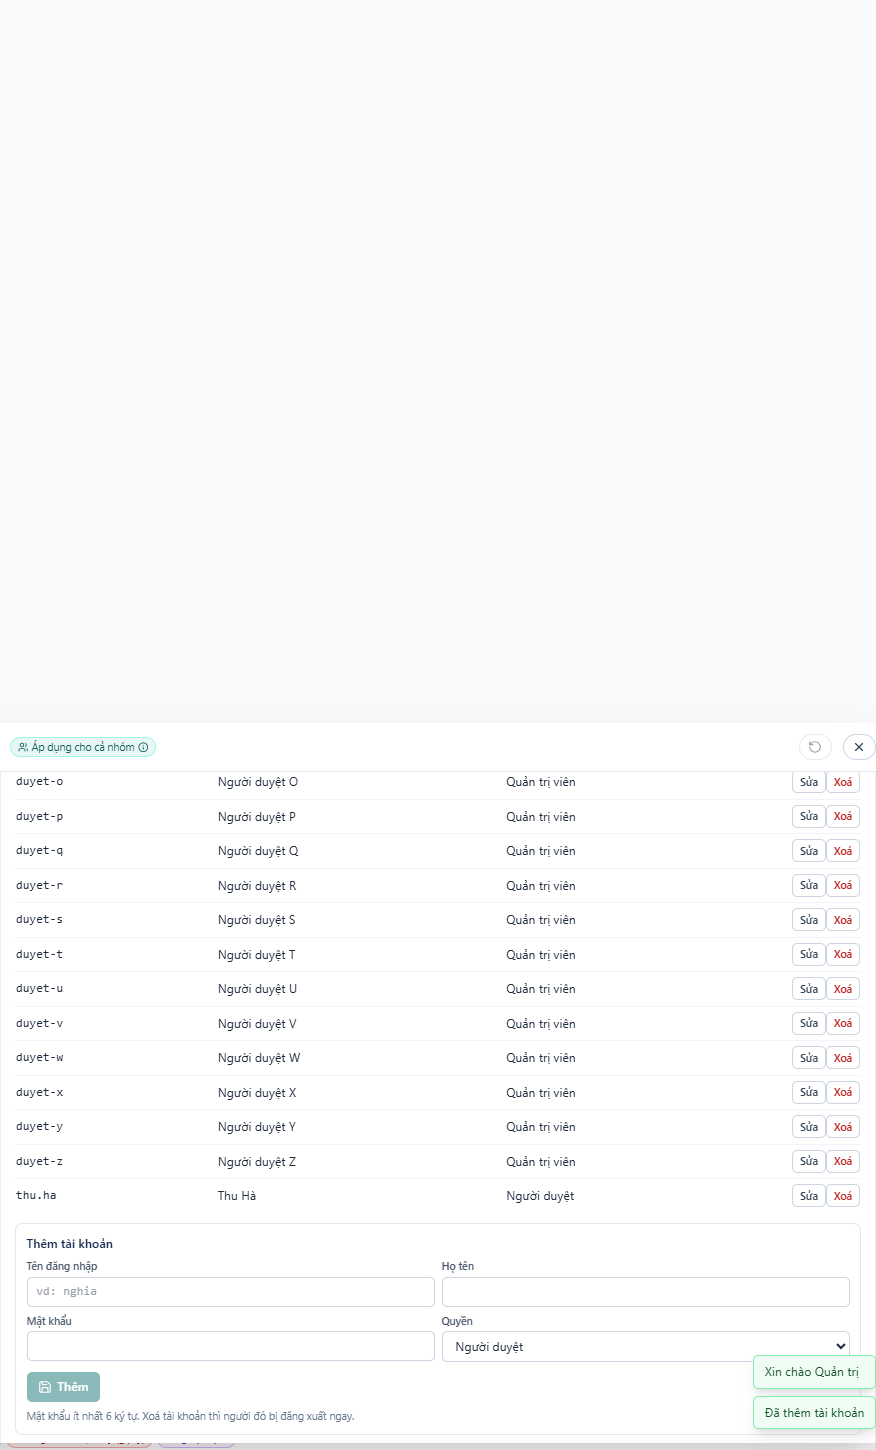 Áp dụng cho cả nhóm
duyet-o Người duyệt O Quản trị viên Sửa Xoá
duyet-p Người duyệt P Quản trị viên Sửa Xoá
duyet-q Người duyệt Q Quản trị viên Sửa Xoá
duyet-r Người duyệt R Quản trị viên Sửa Xoá
duyet-s Người duyệt S Quản trị viên Sửa Xoá
duyet-t Người duyệt T Quản trị viên Sửa Xoá
duyet-u Người duyệt U Quản trị viên Sửa Xoá
duyet-v Người duyệt V Quản trị viên Sửa Xoá
duyet-w Người duyệt W Quản trị viên Sửa Xoá
duyet-x Người duyệt X Quản trị viên Sửa Xoá
duyet-y Người duyệt Y Quản trị viên Sửa Xoá
duyet-z Người duyệt Z Quản trị viên Sửa Xoá
thu.ha Thu Hà Người duyệt Sửa Xoá
Thêm tài khoản
Tên đăng nhập Họ tên
vd: nghia
Mật khẩu Quyền
Người duyệt
Xin chào Quản trị
Thêm
Đã thêm tài khoản
Mật khẩu ít nhất 6 ký tự. Xoá tài khoản thì người đó bị đăng xuất ngay.